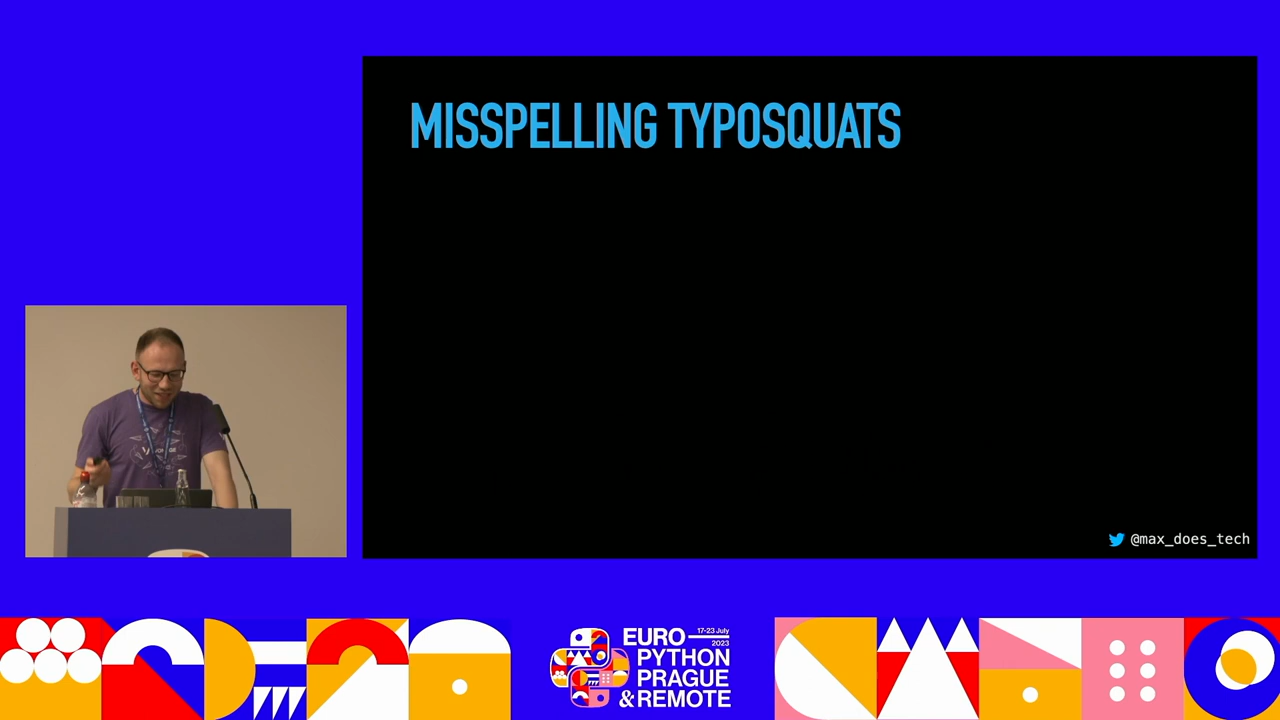 MISSPELLING TYPOSQUATS
@max_does_tech
EURO
17-23 July
2023
PYTHON
PRAGUE
& REMOTE